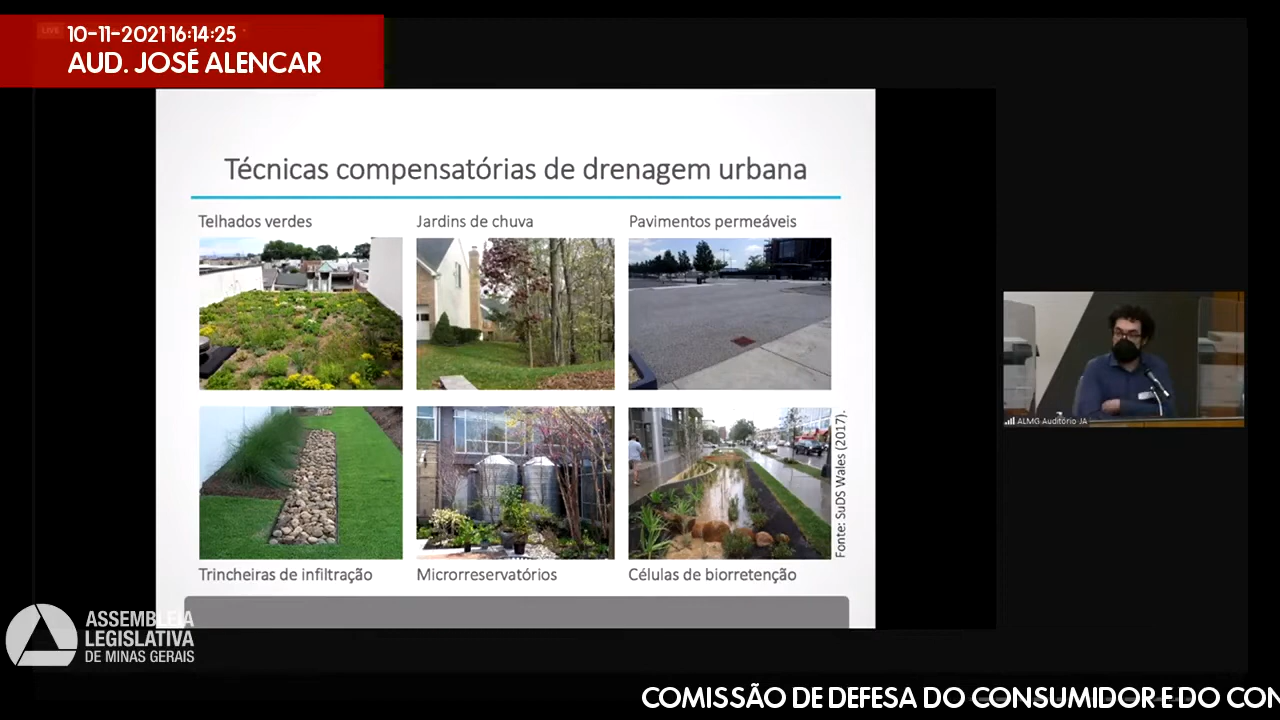 LIVE
10-11-2021 16:14:25
AUD. JOSÉ ALENCAR
Técnicas compensatórias de drenagem urbana
Telhados verdes
Jardins de chuva
Pavimentos permeáveis
Trincheiras de infiltração
Microrreservatórios
Células de biorretenção
Fonte: SuDS Wales (2017).
ALMG Auditório JA
ASSEMBLEIA
LEGISLATIVA
DE MINAS GERAIS
COMISSÃO DE DEFESA DO CONSUMIDOR E DO CON